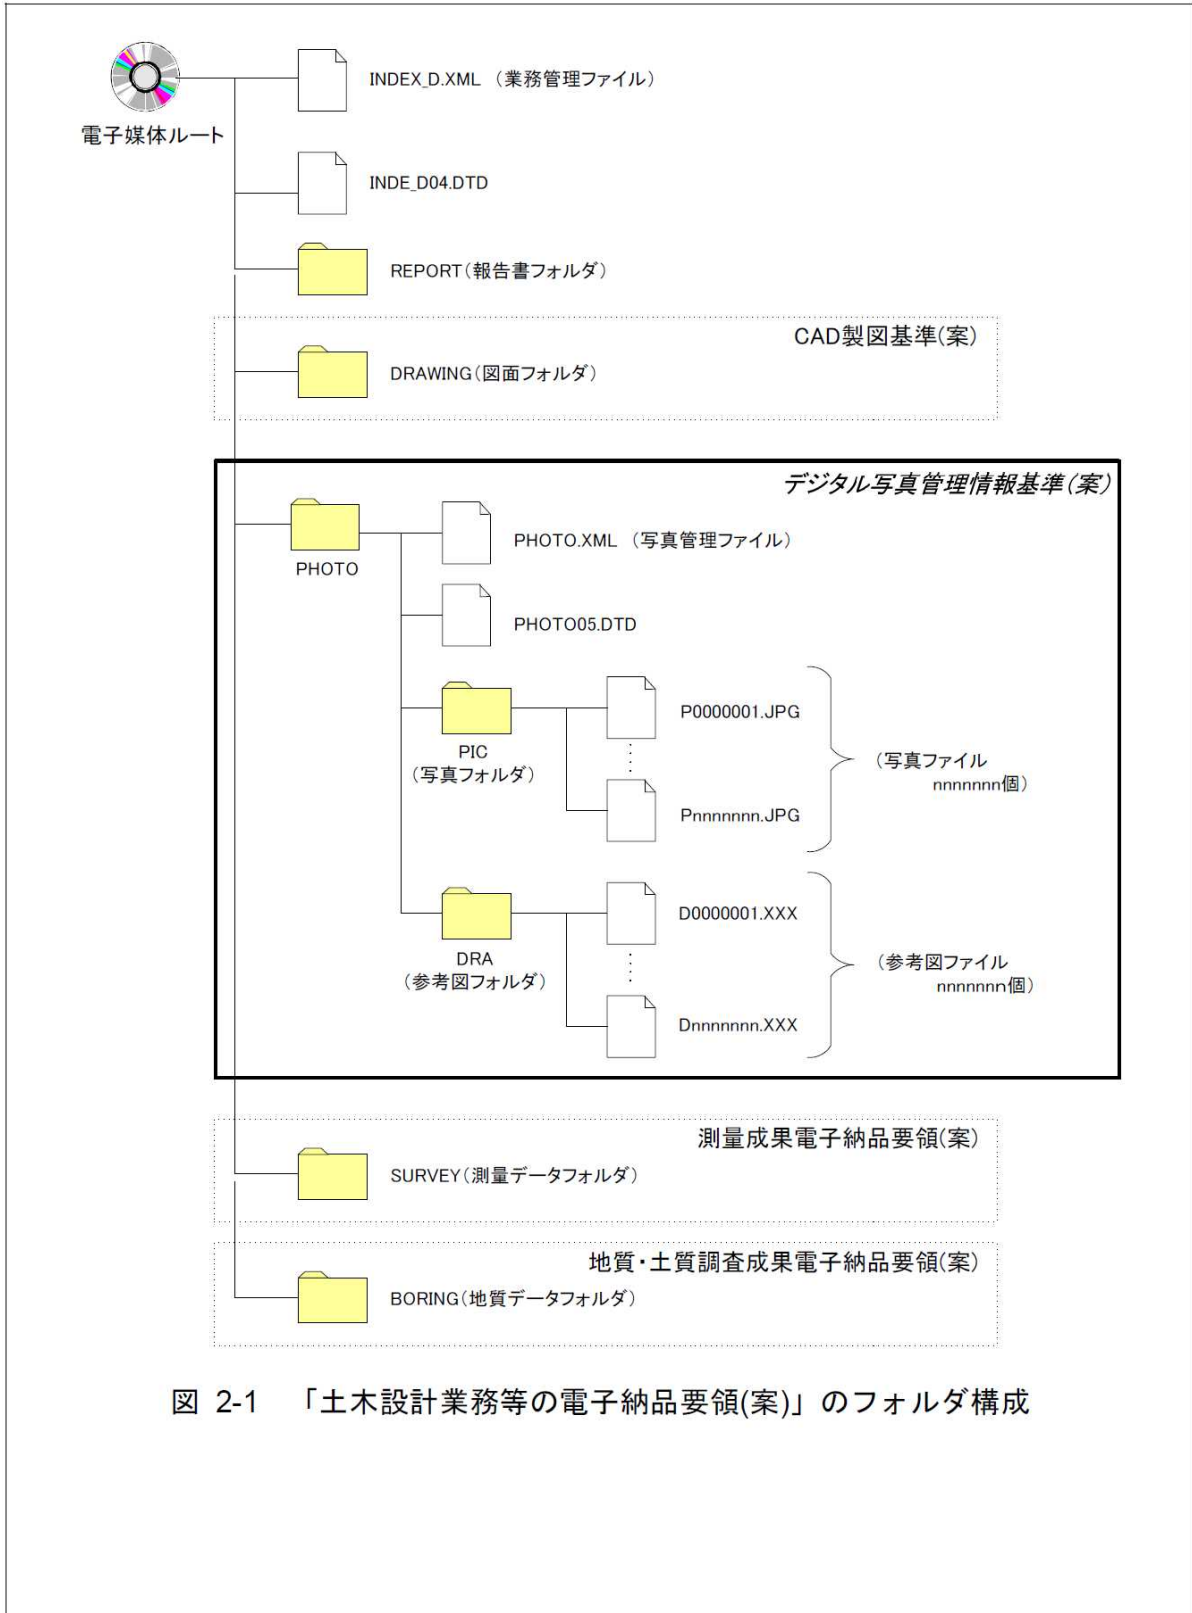 INDEX_D.XML （業務管理ファイル）
電子媒体ルート
INDE_D04.DTD
REPORT（報告書フォルダ）
CAD製図基準(案)
DRAWING（図面フォルダ）
デジタル写真管理情報基準（案）
PHOTO.XML （写真管理ファイル）
PHOTO
PHOTO05.DTD
P0000001.JPG
PIC
（写真フォルダ）
（写真ファイル
nnnnnnn個）
Pnnnnnnn.JPG
D0000001.XXX
DRA
（参考図フォルダ）
（参考図ファイル
nnnnnnn個）
Dnnnnnnn.XXX
測量成果電子納品要領(案)
SURVEY（測量データフォルダ）
地質・土質調査成果電子納品要領(案)
BORING（地質データフォルダ）
図 2-1 「土木設計業務等の電子納品要領(案)」のフォルダ構成